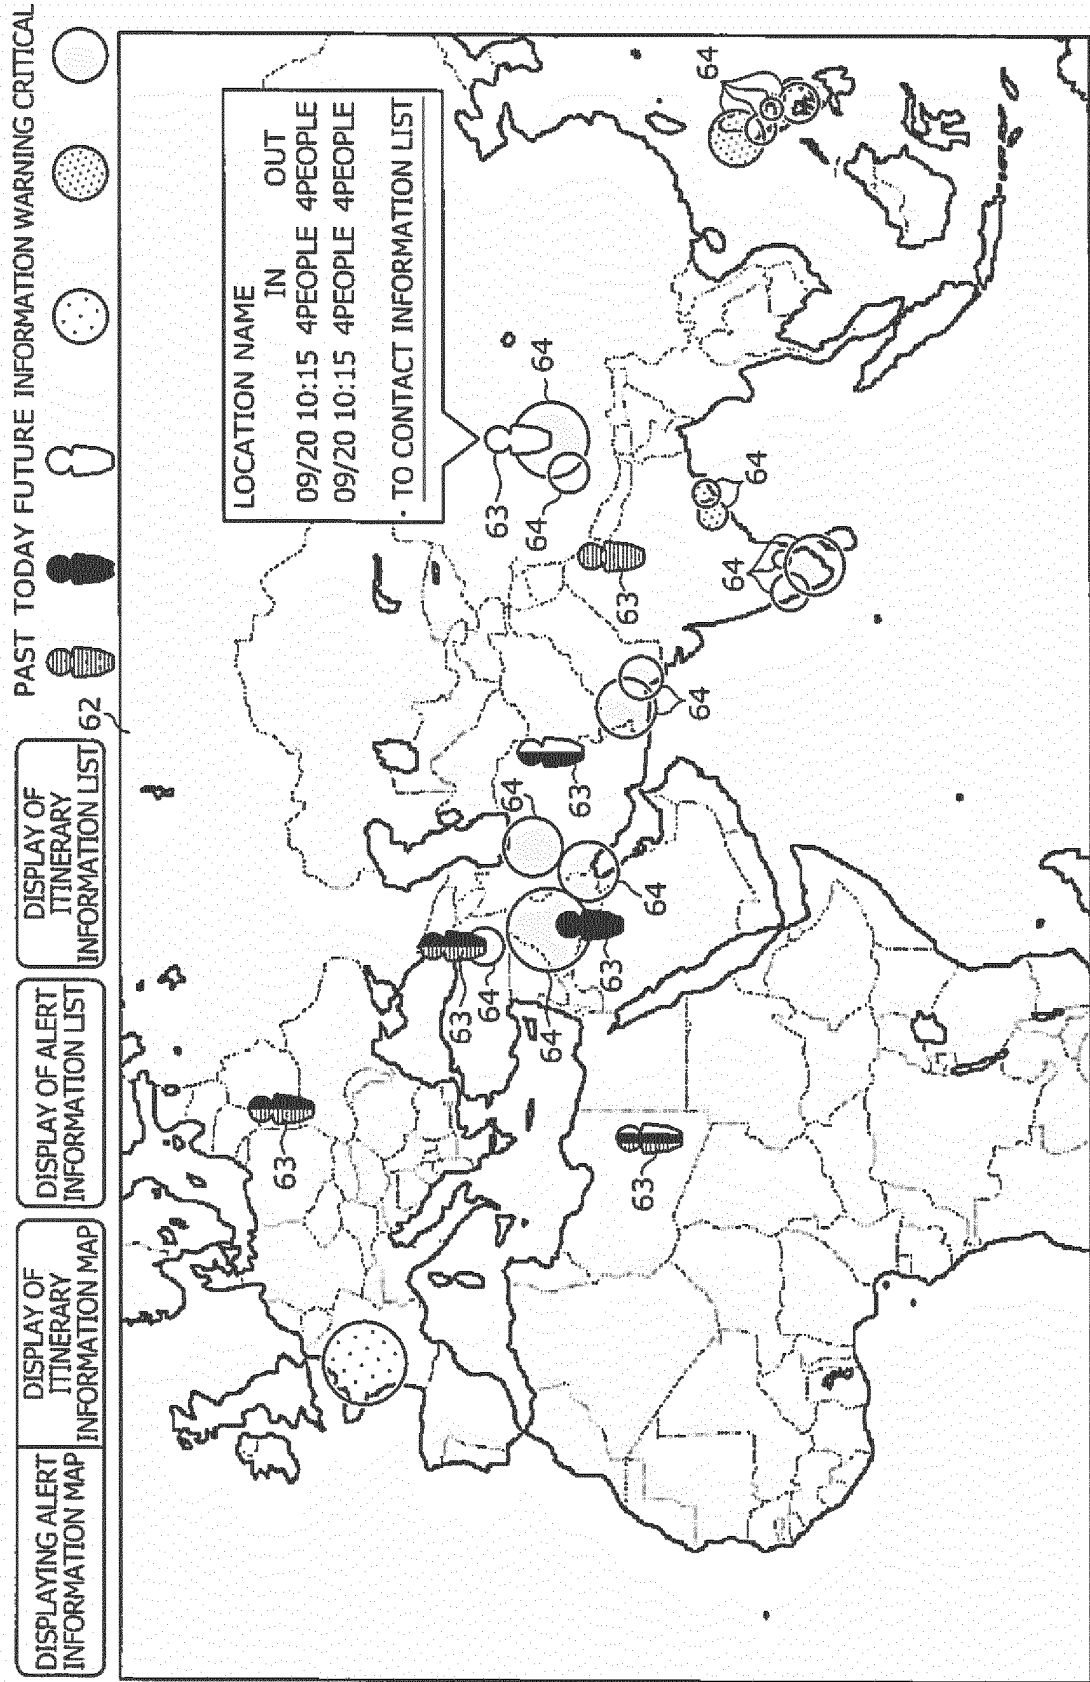 DISPLAYING ALERT
INFORMATION MAP
DISPLAY OF
ITINERARY
INFORMATION MAP
DISPLAY OF ALERT
INFORMATION LIST
DISPLAY OF
ITINERARY
INFORMATION LIST
PAST TODAY FUTURE INFORMATION WARNING CRITICAL
62
LOCATION NAME
IN OUT
09/20 10:15 4PEOPLE 4PEOPLE
09/20 10:15 4PEOPLE 4PEOPLE
· TO CONTACT INFORMATION LIST
63
63
64
64
63
64
63
64
63
64
63
63
64
64
64
64
64
63